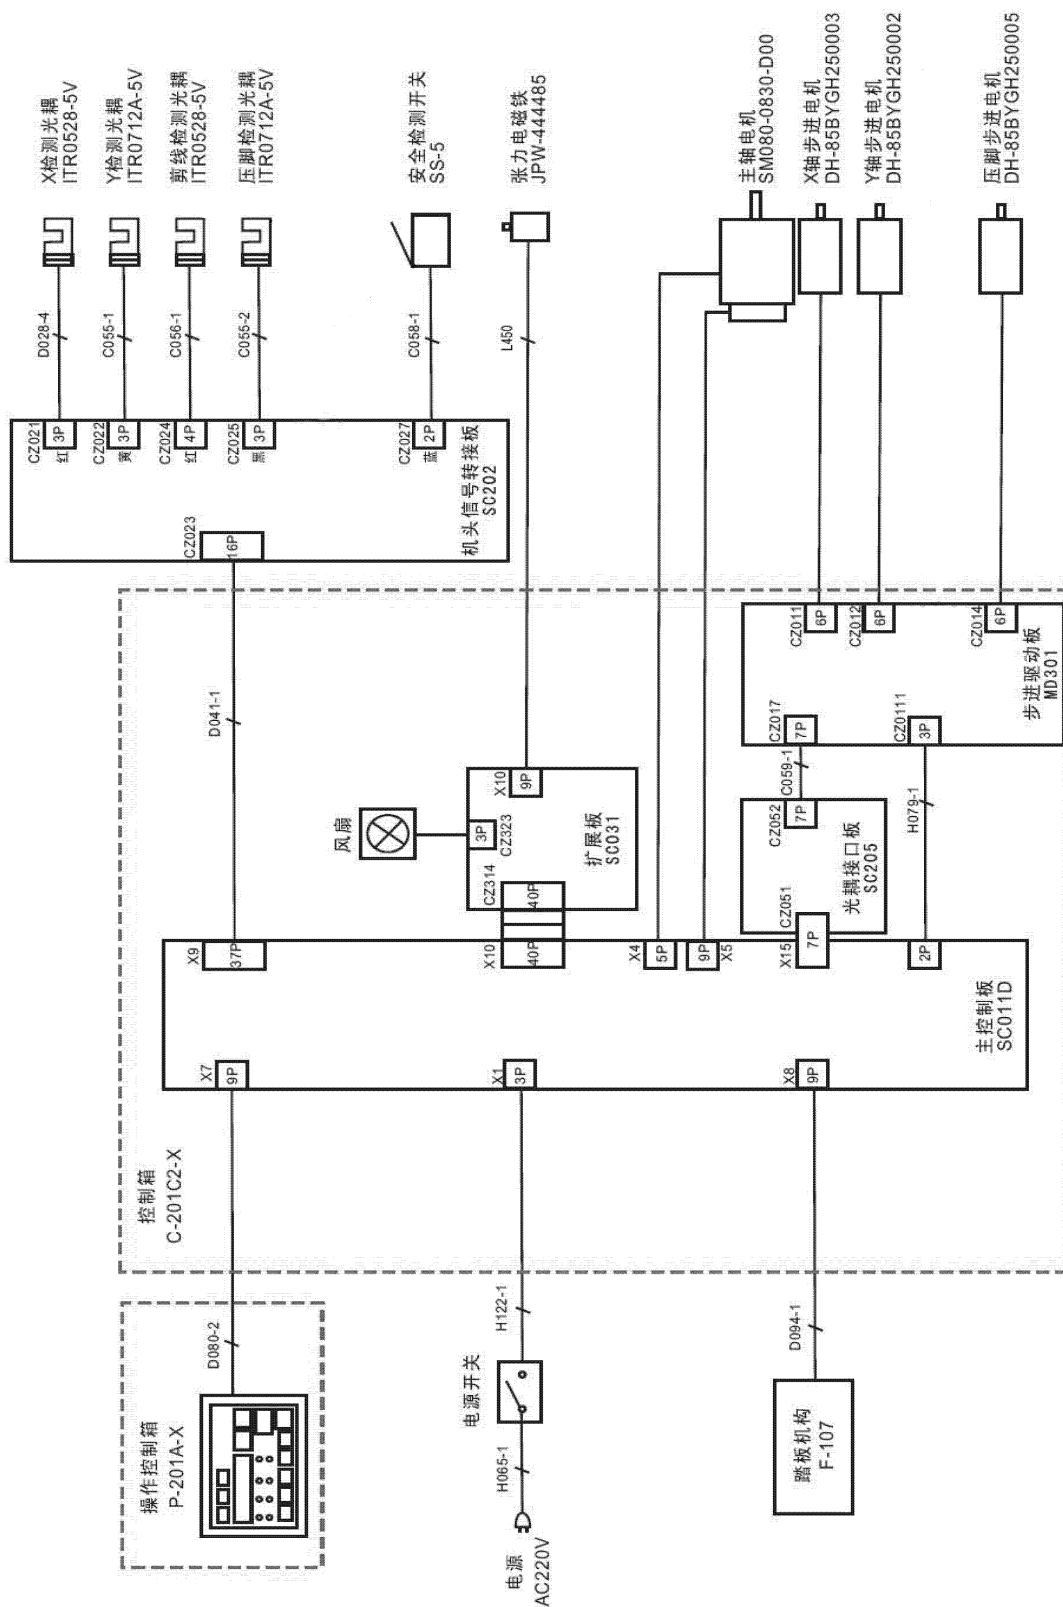 X检测光耦
ITR0528-5V
Y检测光耦
ITR0712A-5V
剪线检测光耦
ITR0528-5V
压脚检测光耦
ITR0712A-5V
安全检测开关
SS-5
张力电磁铁
JPW-444485
主轴电机
SM080-0830-D00
X轴步进电机
DH-85BYGH250003
Y轴步进电机
DH-85BYGH250002
压脚步进电机
DH-85BYGH250005
D028-4
C055-1
C056-1
C055-2
C058-1
L450
CZ021
3P
红
CZ022
3P
黄
CZ024
4P
红
CZ025
3P
黑
CZ027
2P
蓝
CZ023
16P
机头信号转接板
SC202
D041-1
CZ011
6P
CZ012
6P
CZ014
6P
CZ017
7P
CZ0111
3P
步进驱动板
MD301
C059-1
H079-1
风扇
X10
9P
3P
CZ323
CZ314
40P
扩展板
SC031
CZ052
7P
CZ051
光耦接口板
SC205
X9
37P
X10
40P
X4
5P
9P
X5
X15
7P
2P
主控制板
SC011D
X7
9P
X1
3P
X8
9P
控制箱
C-201C2-X
D080-2
H122-1
D094-1
操作控制箱
P-201A-X
电源开关
H065-1
电源
AC220V
踏板机构
F-107